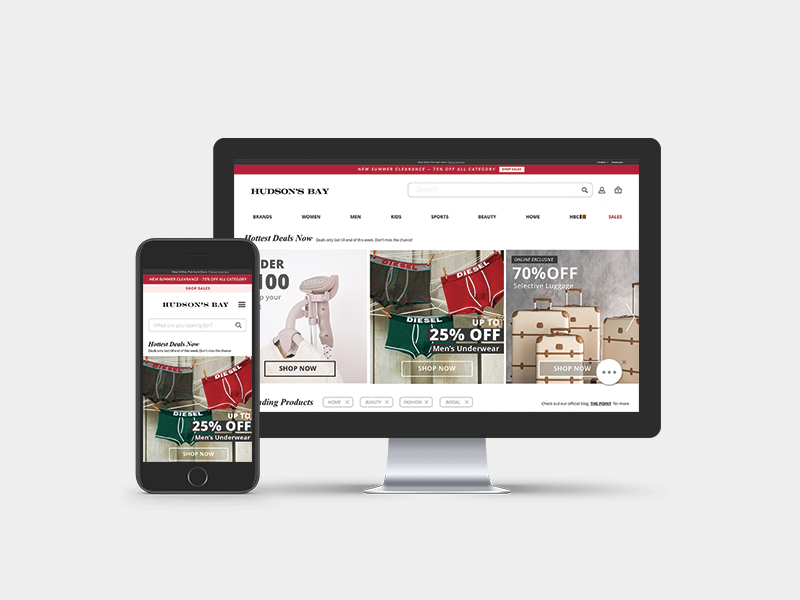 NEW SUMMER CLEARANCE – 75% OFF ALL CATEGORY SHOP SALES
HUDSON'S BAY
Search
BRANDS WOMEN MEN KIDS SPORTS BEAUTY HOME HBC SALES
Hottest Deals Now Deals only last til end of this week. Don't miss the chance!
DER
100
p your
SHOP NOW
DIESEL
DIESEL
DIESEL
UP TO
25% OFF
Men's Underwear
SHOP NOW
ONLINE EXCLUSIVE
70%OFF
Selective Luggage
SHOP NOW
nding Products HOME X BEAUTY X FASHION X BRIDAL X Check out our official blog THE POINT for more
NEW SUMMER CLEARANCE - 75% OFF ALL CATEGORY
SHOP SALES
HUDSON'S BAY
What are you looking for?
Hottest Deals Now
Deals only last til end of this week. Don't miss the chance
DIESEL
DIESEL
DIESEL
UP TO
25% OFF
Men's Underwear
SHOP NOW